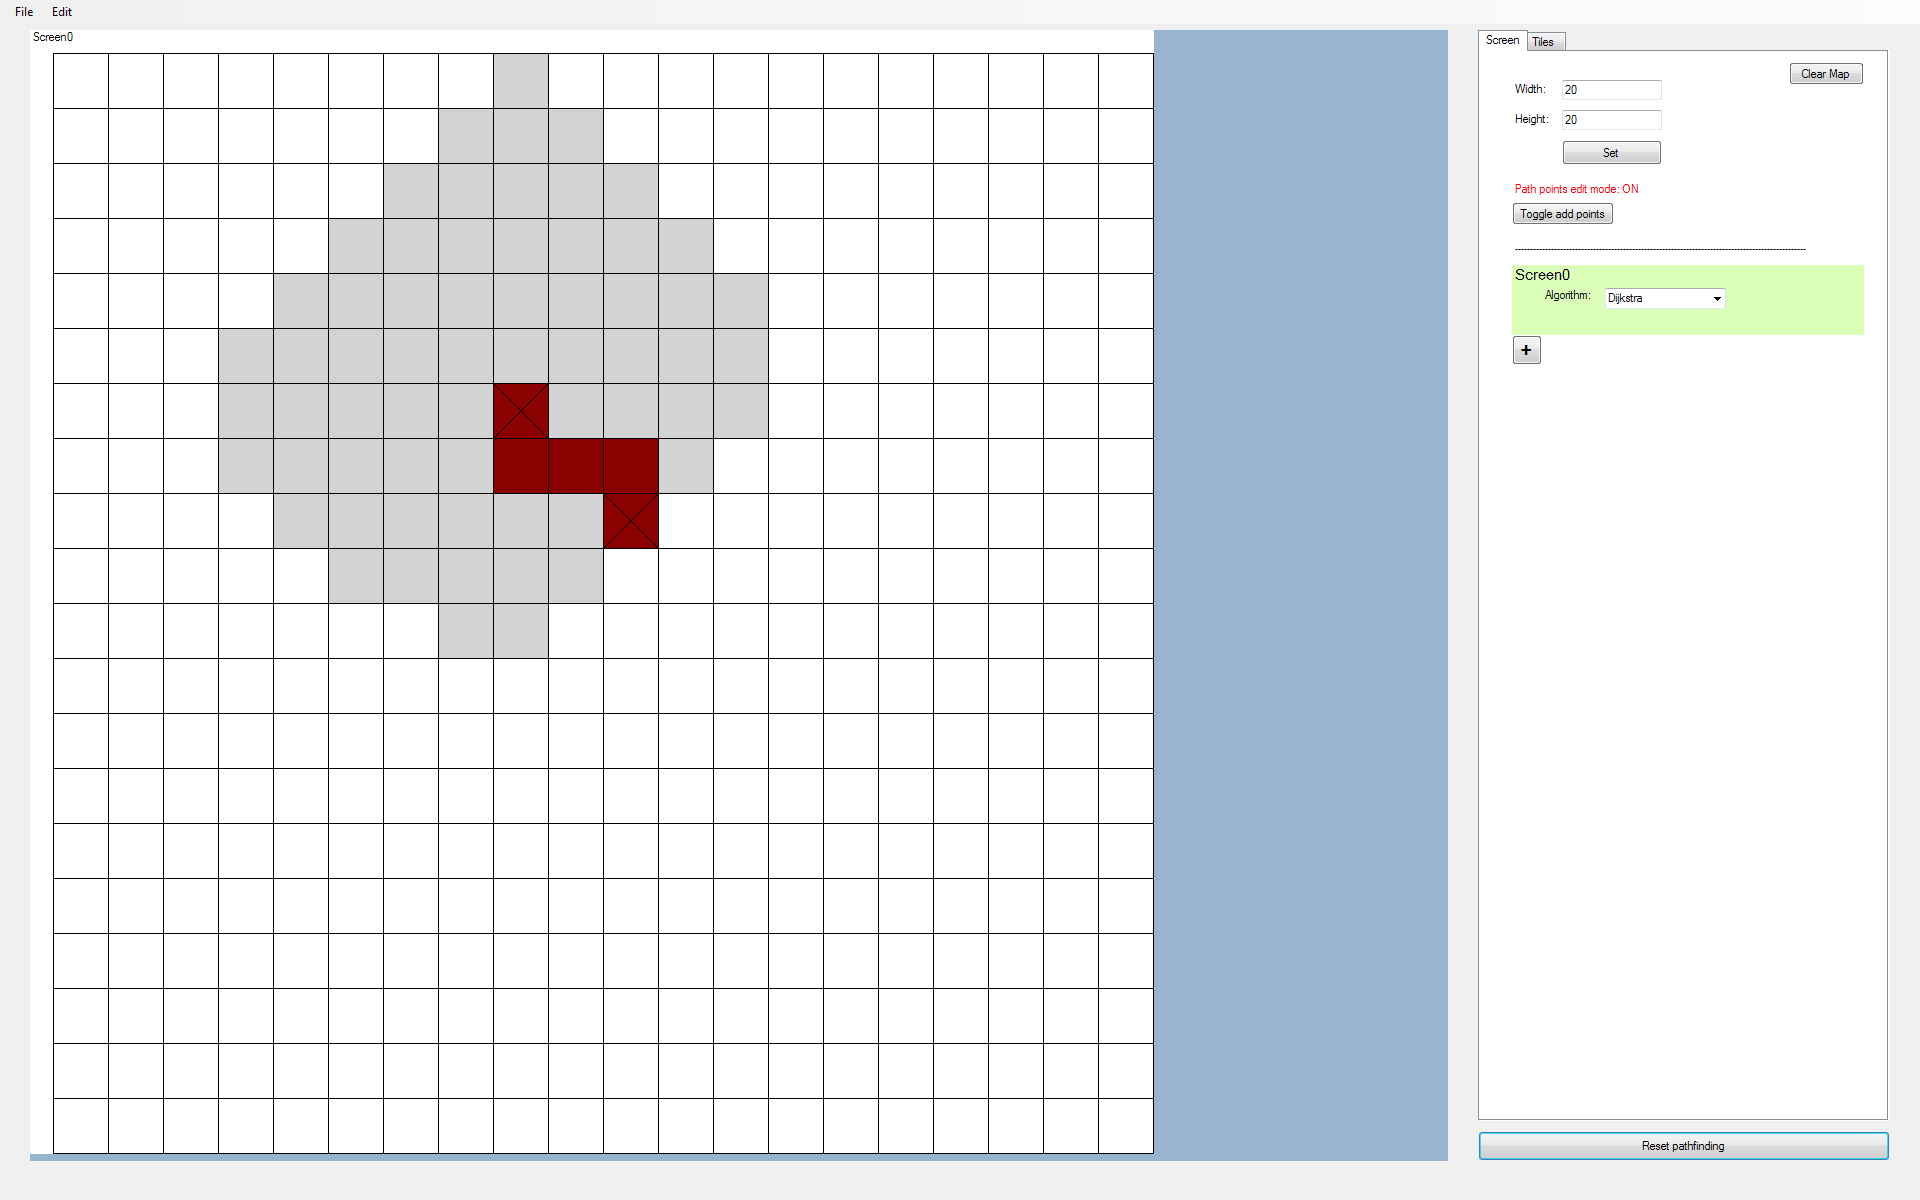 File Edit
Screen0
Screen Tiles
Clear Map
Width: 20
Height: 20
Set
Path points edit mode: ON
Toggle add points
Screen0
Algorithm: Dijkstra
+
Reset pathfinding